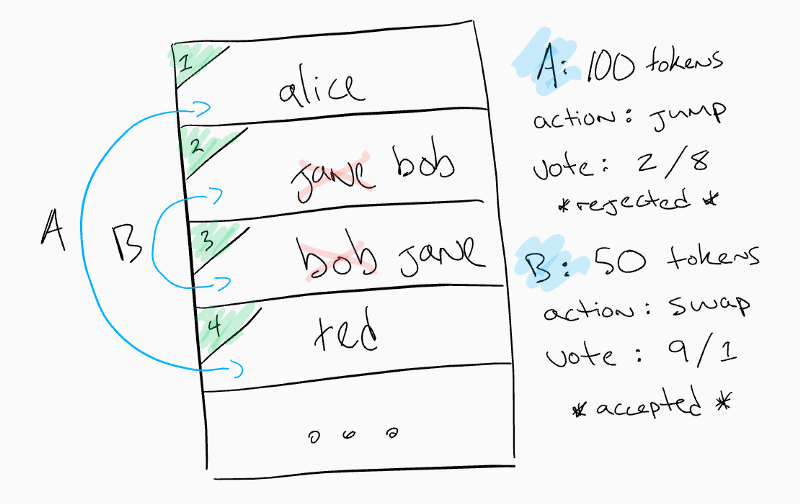 1
alice
2
jane bob
3
bob jane
4
ted
A
B
A: 100 tokens
action: jump
vote: 2/8
*rejected*
B: 50 tokens
action: swap
vote: 9/1
*accepted*